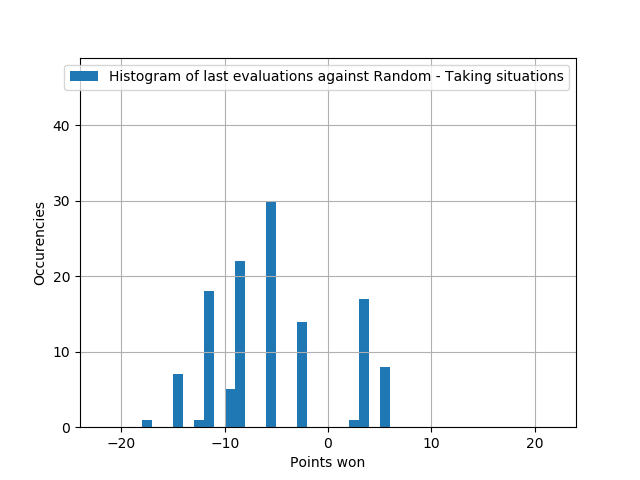 Histogram of last evaluations against Random - Taking situations
40
30
20
10
0
Occurencies
−20 −10 0 10 20
Points won